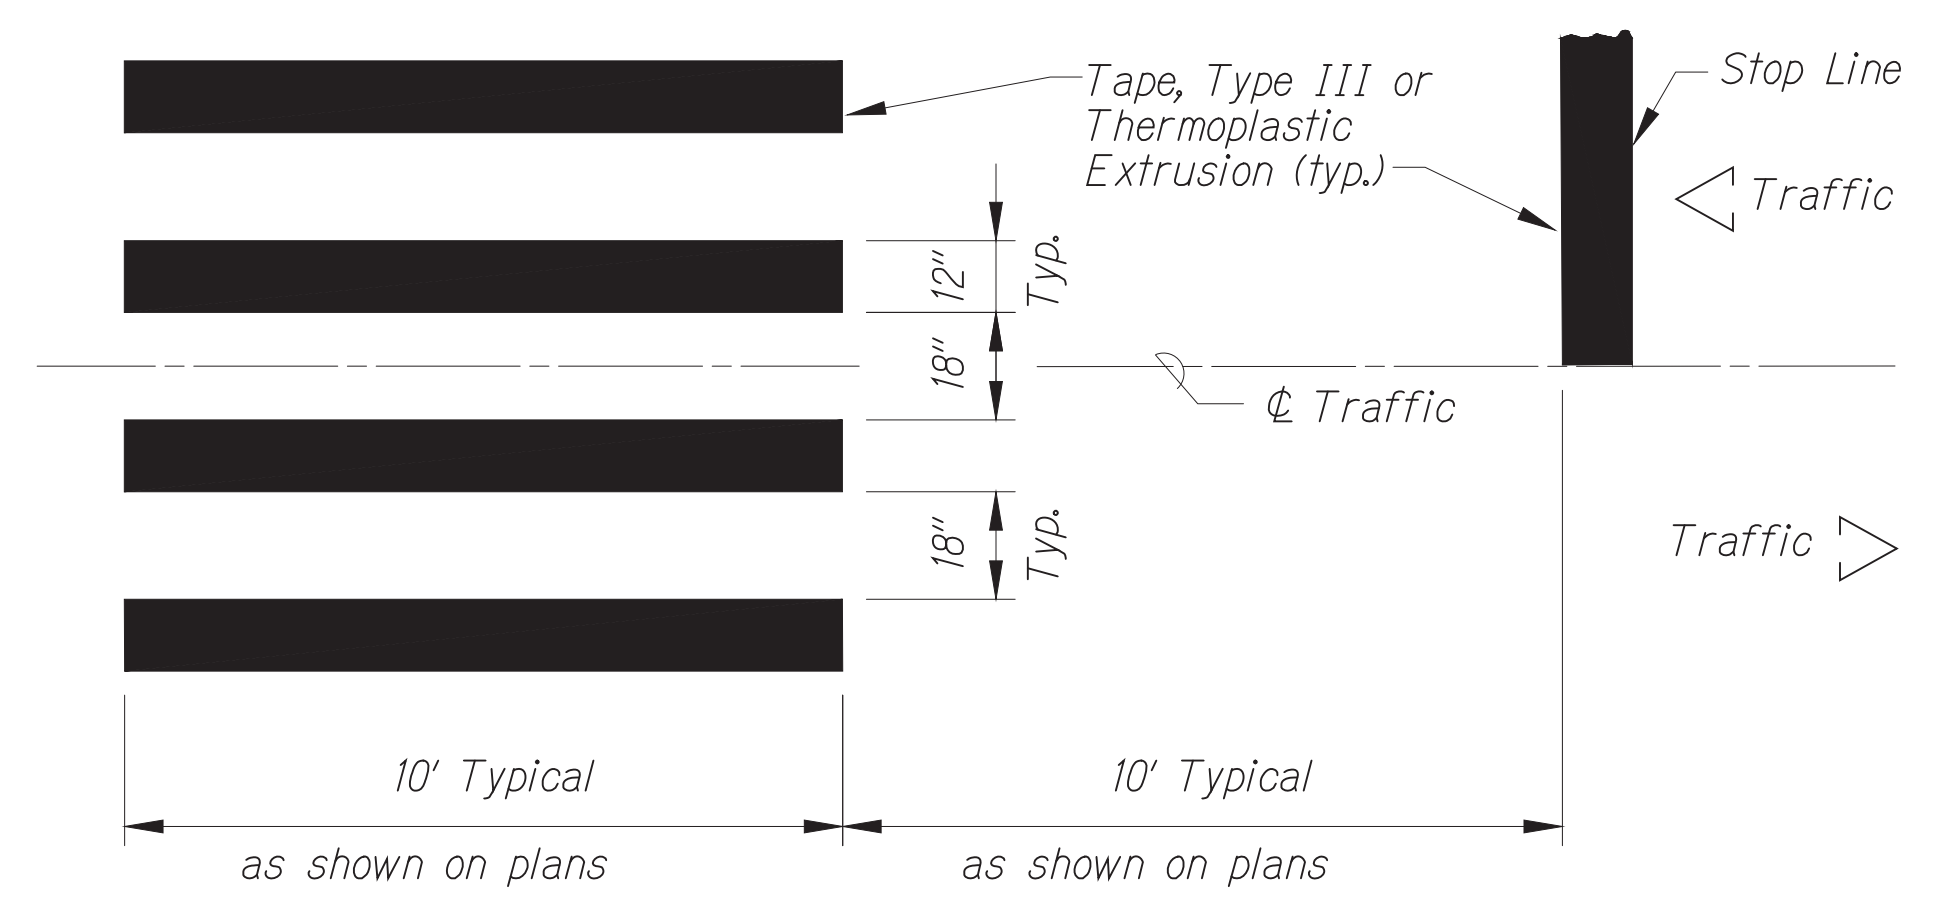 Tape, Type III or
Thermoplastic
Extrusion (typ.)
Stop Line
Traffic
12"
Typ.
18"
℄ Traffic
18"
Typ.
Traffic
10' Typical
as shown on plans
10' Typical
as shown on plans